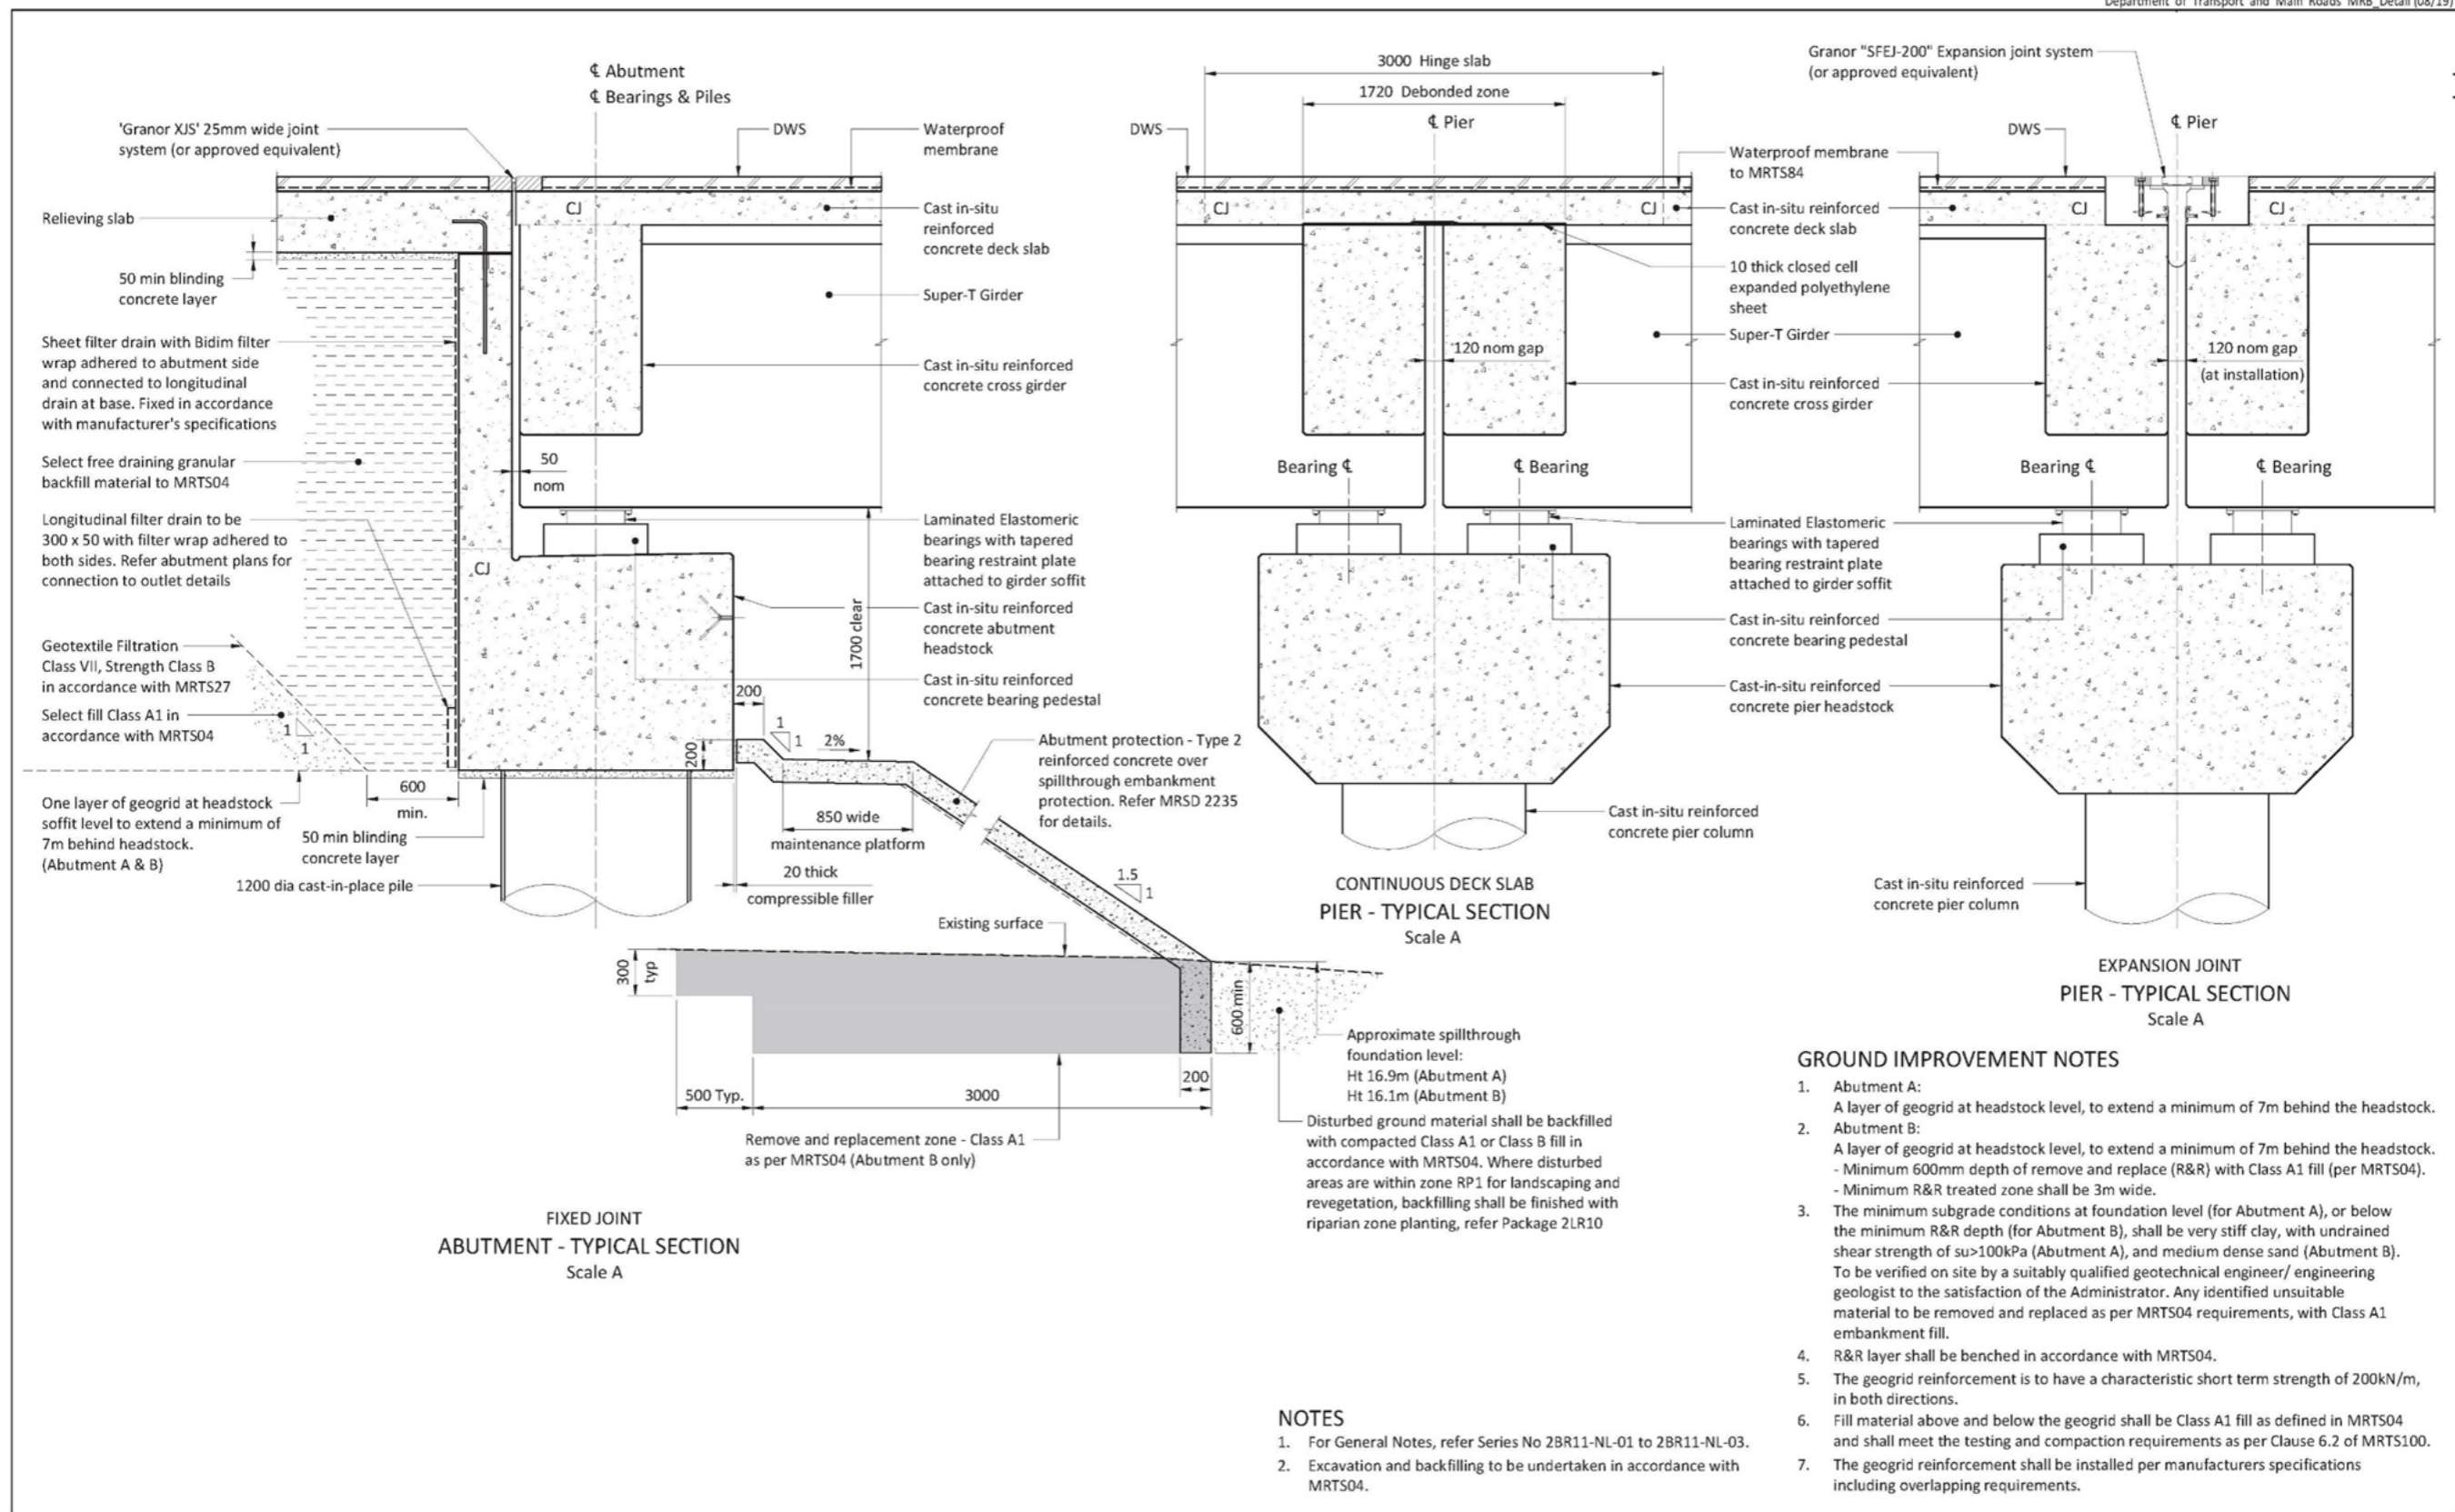 Department of Transport and Main Roads MRB_Detail (08/19)
℄ Abutment
℄ Bearings & Piles
'Granor XJS' 25mm wide joint
system (or approved equivalent)
DWS
Waterproof
membrane
Relieving slab
CJ
Cast in-situ
reinforced
concrete deck slab
50 min blinding
concrete layer
Super-T Girder
Sheet filter drain with Bidim filter
wrap adhered to abutment side
and connected to longitudinal
drain at base. Fixed in accordance
with manufacturer's specifications
Cast in-situ reinforced
concrete cross girder
Select free draining granular
backfill material to MRTS04
50
nom
Longitudinal filter drain to be
300 x 50 with filter wrap adhered to
both sides. Refer abutment plans for
connection to outlet details
CJ
Laminated Elastomeric
bearings with tapered
bearing restraint plate
attached to girder soffit
Cast in-situ reinforced
concrete abutment
headstock
1700 clear
Geotextile Filtration
Class VII, Strength Class B
in accordance with MRTS27
Cast in-situ reinforced
concrete bearing pedestal
Select fill Class A1 in
accordance with MRTS04
1
1
200
200
1
1
2%
Abutment protection - Type 2
reinforced concrete over
spillthrough embankment
protection. Refer MRSD 2235
for details.
One layer of geogrid at headstock
soffit level to extend a minimum of
7m behind headstock.
(Abutment A & B)
600
min.
50 min blinding
concrete layer
850 wide
maintenance platform
1200 dia cast-in-place pile
20 thick
compressible filler
1.5
1
Existing surface
300
typ
600 min
200
500 Typ.
3000
Remove and replacement zone - Class A1
as per MRTS04 (Abutment B only)
Approximate spillthrough
foundation level:
Ht 16.9m (Abutment A)
Ht 16.1m (Abutment B)
Disturbed ground material shall be backfilled
with compacted Class A1 or Class B fill in
accordance with MRTS04. Where disturbed
areas are within zone RP1 for landscaping and
revegetation, backfilling shall be finished with
riparian zone planting, refer Package 2LR10
FIXED JOINT
ABUTMENT - TYPICAL SECTION
Scale A
3000 Hinge slab
1720 Debonded zone
DWS
℄ Pier
Waterproof membrane
to MRTS84
CJ
CJ
Cast in-situ reinforced
concrete deck slab
10 thick closed cell
expanded polyethylene
sheet
Super-T Girder
120 nom gap
Cast in-situ reinforced
concrete cross girder
Bearing ℄
℄ Bearing
Laminated Elastomeric
bearings with tapered
bearing restraint plate
attached to girder soffit
Cast in-situ reinforced
concrete bearing pedestal
Cast-in-situ reinforced
concrete pier headstock
Cast in-situ reinforced
concrete pier column
CONTINUOUS DECK SLAB
PIER - TYPICAL SECTION
Scale A
Granor "SFEJ-200" Expansion joint system
(or approved equivalent)
DWS
℄ Pier
CJ
CJ
120 nom gap
(at installation)
Bearing ℄
℄ Bearing
Cast in-situ reinforced
concrete pier column
EXPANSION JOINT
PIER - TYPICAL SECTION
Scale A
GROUND IMPROVEMENT NOTES
1. Abutment A:
A layer of geogrid at headstock level, to extend a minimum of 7m behind the headstock.
2. Abutment B:
A layer of geogrid at headstock level, to extend a minimum of 7m behind the headstock.
- Minimum 600mm depth of remove and replace (R&R) with Class A1 fill (per MRTS04).
- Minimum R&R treated zone shall be 3m wide.
3. The minimum subgrade conditions at foundation level (for Abutment A), or below
the minimum R&R depth (for Abutment B), shall be very stiff clay, with undrained
shear strength of su>100kPa (Abutment A), and medium dense sand (Abutment B).
To be verified on site by a suitably qualified geotechnical engineer/ engineering
geologist to the satisfaction of the Administrator. Any identified unsuitable
material to be removed and replaced as per MRTS04 requirements, with Class A1
embankment fill.
4. R&R layer shall be benched in accordance with MRTS04.
5. The geogrid reinforcement is to have a characteristic short term strength of 200kN/m,
in both directions.
6. Fill material above and below the geogrid shall be Class A1 fill as defined in MRTS04
and shall meet the testing and compaction requirements as per Clause 6.2 of MRTS100.
7. The geogrid reinforcement shall be installed per manufacturers specifications
including overlapping requirements.
NOTES
1. For General Notes, refer Series No 2BR11-NL-01 to 2BR11-NL-03.
2. Excavation and backfilling to be undertaken in accordance with
MRTS04.